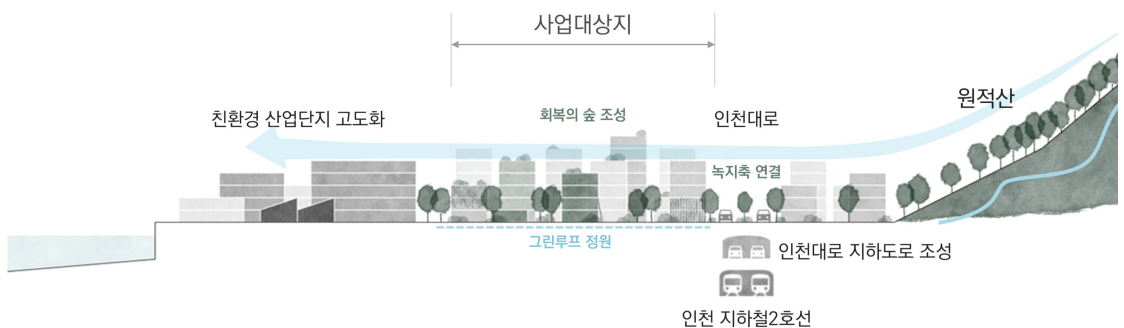 사업대상지
원적산
친환경 산업단지 고도화
회복의 숲 조성
인천대로
녹지축 연결
그린루프 정원
인천대로 지하도로 조성
인천 지하철2호선